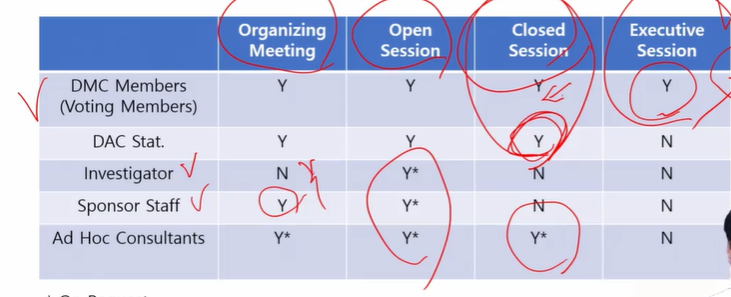 Organizing Meeting Open Session Closed Session Executive Session
DMC Members (Voting Members) Y Y Y Y
DAC Stat. Y Y Y N
Investigator N Y* N N
Sponsor Staff Y Y* N N
Ad Hoc Consultants Y* Y* Y* N